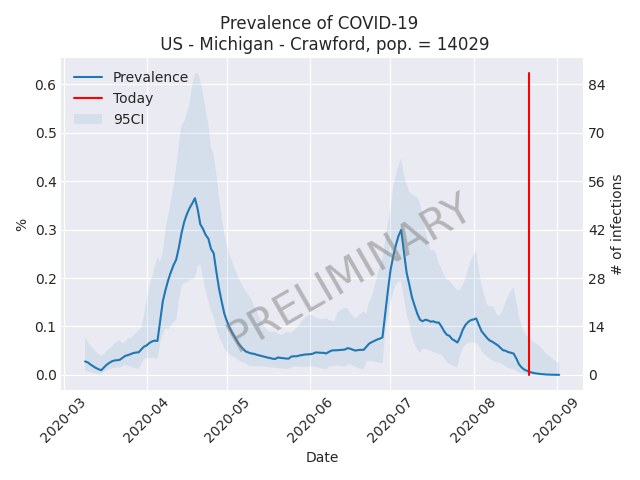 Prevalence of COVID-19
US - Michigan - Crawford, pop. = 14029
Prevalence
Today
95CI
0.6
0.5
0.4
0.3
0.2
0.1
0.0
%
84
70
56
42
28
14
0
# of infections
PRELIMINARY
2020-03
2020-04
2020-05
2020-06
2020-07
2020-08
2020-09
Date